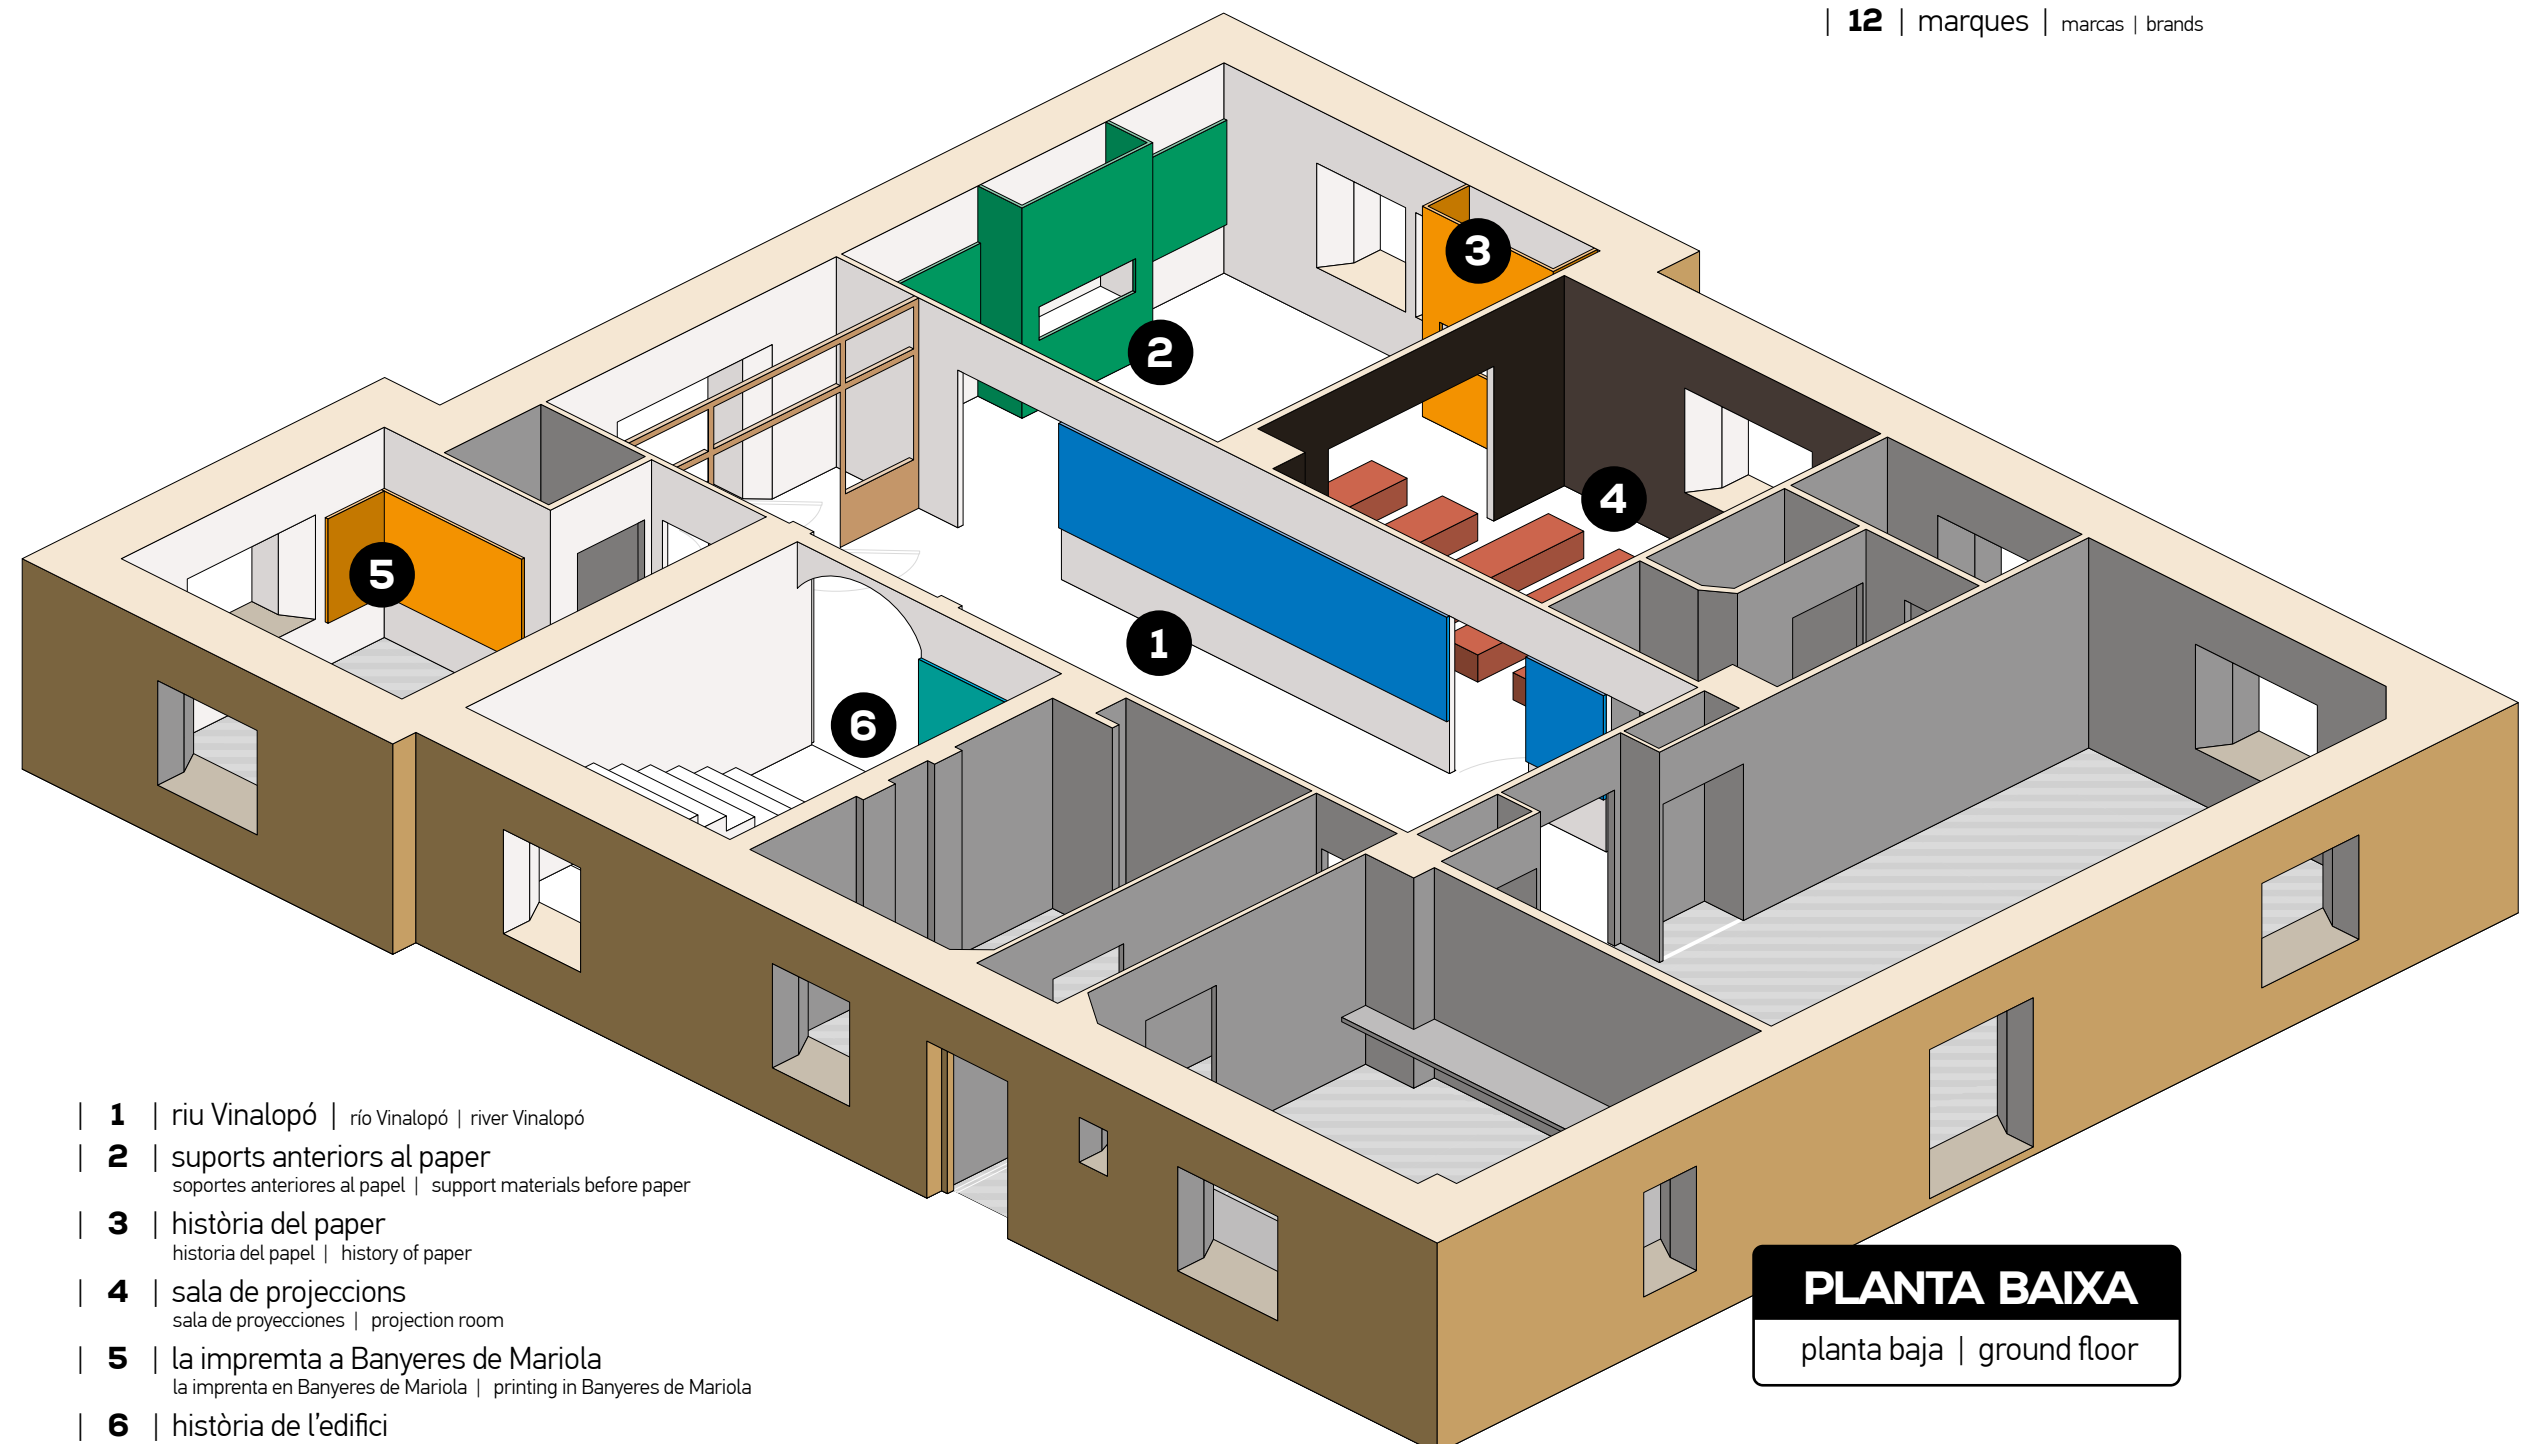 | 12 | marques | marcas | brands
3
2
4
5
1
6
| 1 | riu Vinalopó | río Vinalopó | river Vinalopó
| 2 | suports anteriors al paper
soportes anteriores al papel | support materials before paper
| 3 | història del paper
historia del papel | history of paper
| 4 | sala de projeccions
sala de proyecciones | projection room
| 5 | la impremta a Banyeres de Mariola
la imprenta en Banyeres de Mariola | printing in Banyeres de Mariola
| 6 | història de l'edifici
PLANTA BAIXA
planta baja | ground floor